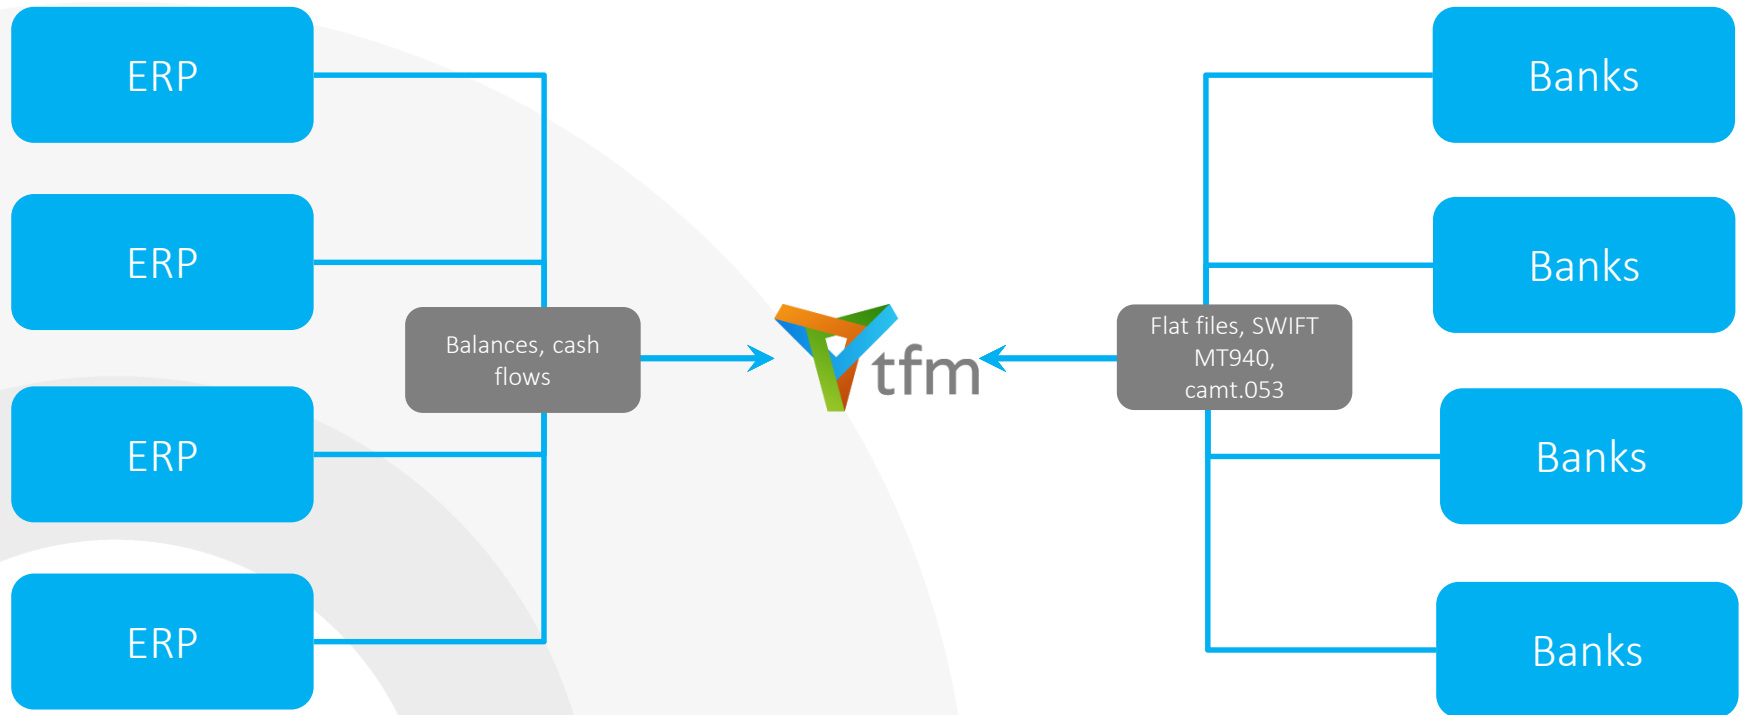 ERP
ERP
ERP
ERP
Balances, cash
flows
tfm
Flat files, SWIFT
MT940,
camt.053
Banks
Banks
Banks
Banks